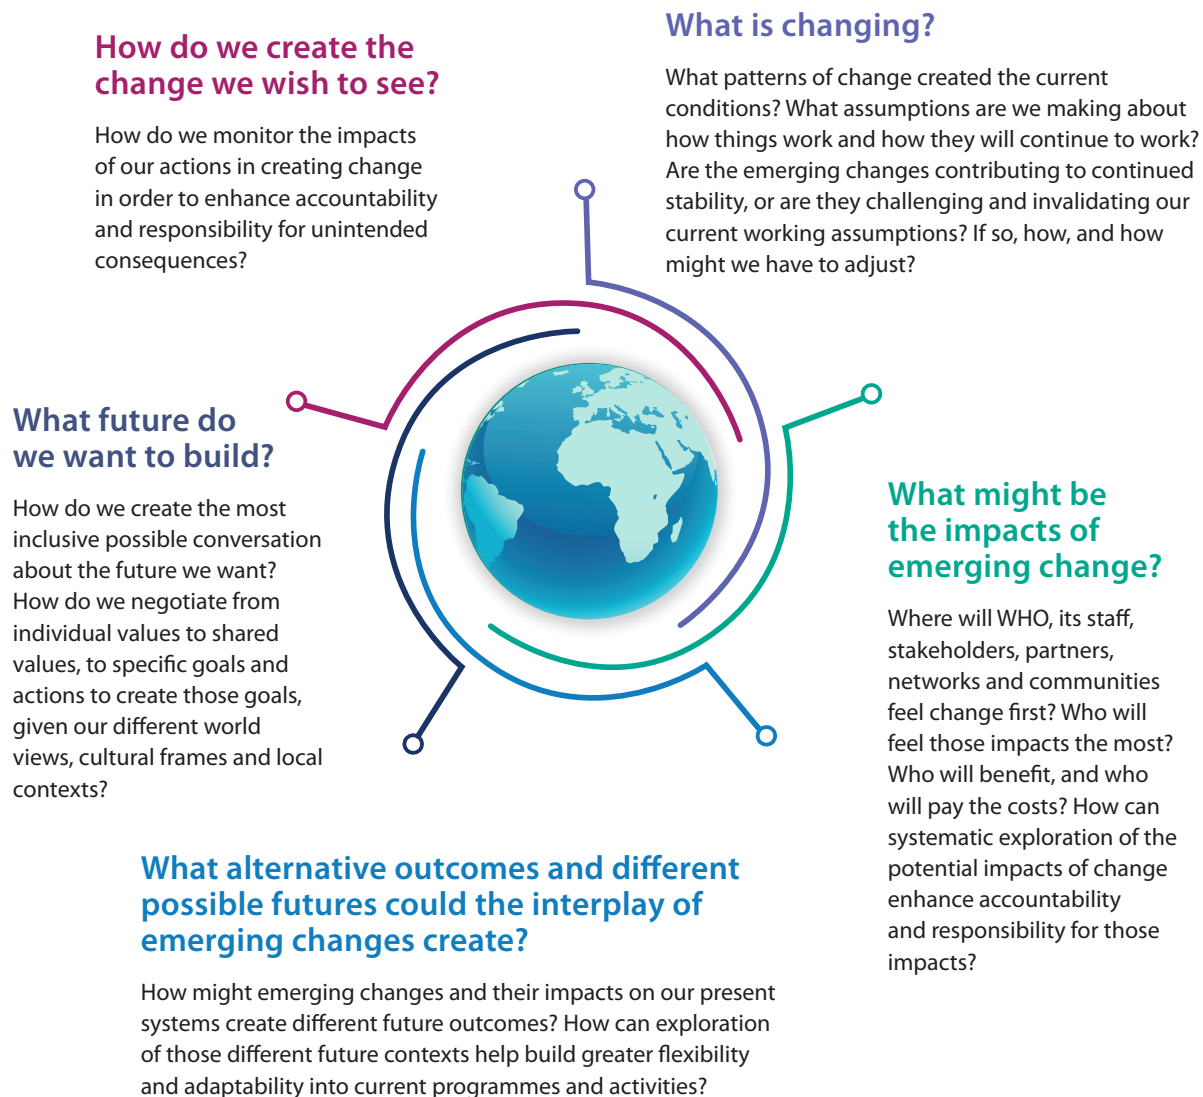 How do we create the
change we wish to see?
How do we monitor the impacts
of our actions in creating change
in order to enhance accountability
and responsibility for unintended
consequences?
What is changing?
What patterns of change created the current
conditions? What assumptions are we making about
how things work and how they will continue to work?
Are the emerging changes contributing to continued
stability, or are they challenging and invalidating our
current working assumptions? If so, how, and how
might we have to adjust?
What future do
we want to build?
How do we create the most
inclusive possible conversation
about the future we want?
How do we negotiate from
individual values to shared
values, to specific goals and
actions to create those goals,
given our different world
views, cultural frames and local
contexts?
What might be
the impacts of
emerging change?
Where will WHO, its staff,
stakeholders, partners,
networks and communities
feel change first? Who will
feel those impacts the most?
Who will benefit, and who
will pay the costs? How can
systematic exploration of the
potential impacts of change
enhance accountability
and responsibility for those
impacts?
What alternative outcomes and different
possible futures could the interplay of
emerging changes create?
How might emerging changes and their impacts on our present
systems create different future outcomes? How can exploration
of those different future contexts help build greater flexibility
and adaptability into current programmes and activities?